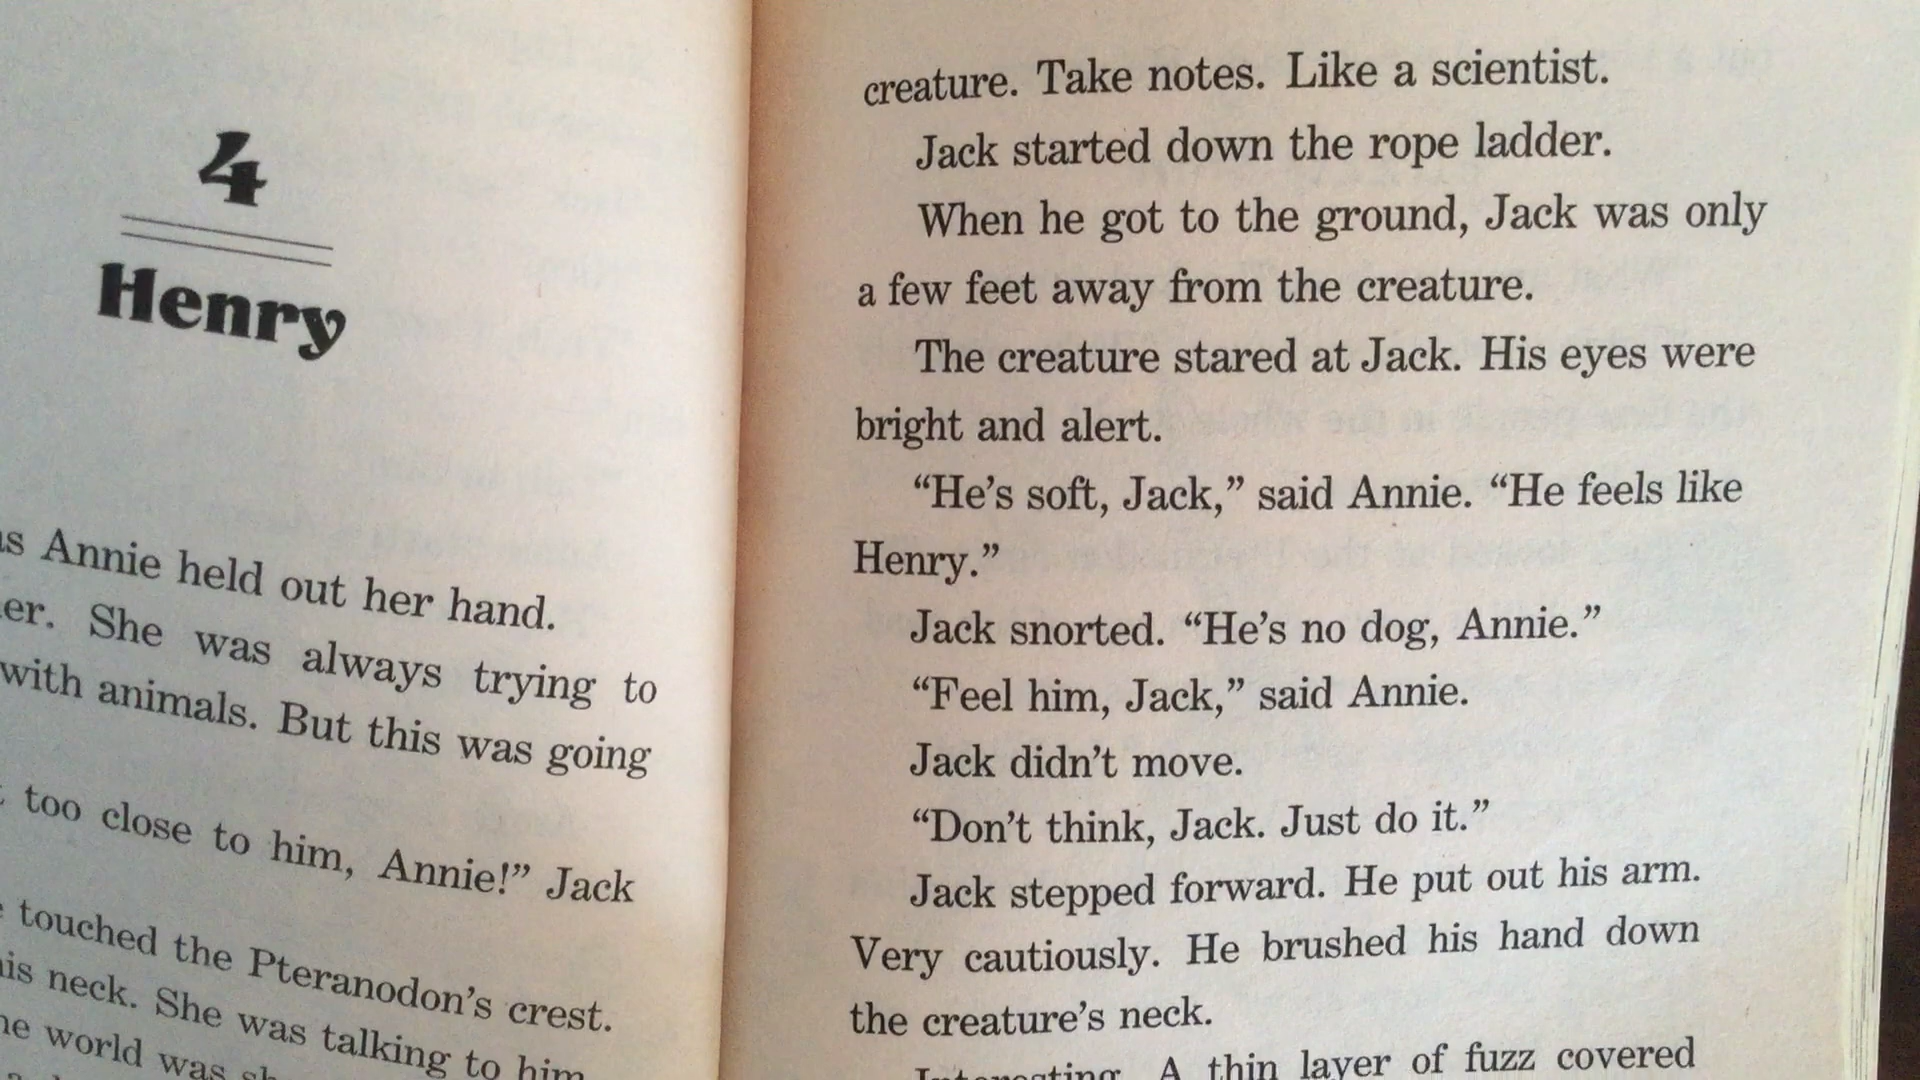 4
Henry
Annie held out her hand.
She was always trying to
with animals. But this was going
too close to him, Annie!” Jack
touched the Pteranodon’s crest.
neck. She was talking to him
world was
creature. Take notes. Like a scientist.
Jack started down the rope ladder.
When he got to the ground, Jack was only
a few feet away from the creature.
The creature stared at Jack. His eyes were
bright and alert.
“He’s soft, Jack,” said Annie. “He feels like
Henry.”
Jack snorted. “He’s no dog, Annie.”
“Feel him, Jack,” said Annie.
Jack didn’t move.
“Don’t think, Jack. Just do it.”
Jack stepped forward. He put out his arm.
Very cautiously. He brushed his hand down
the creature’s neck.
Interesting. A thin layer of fuzz covered